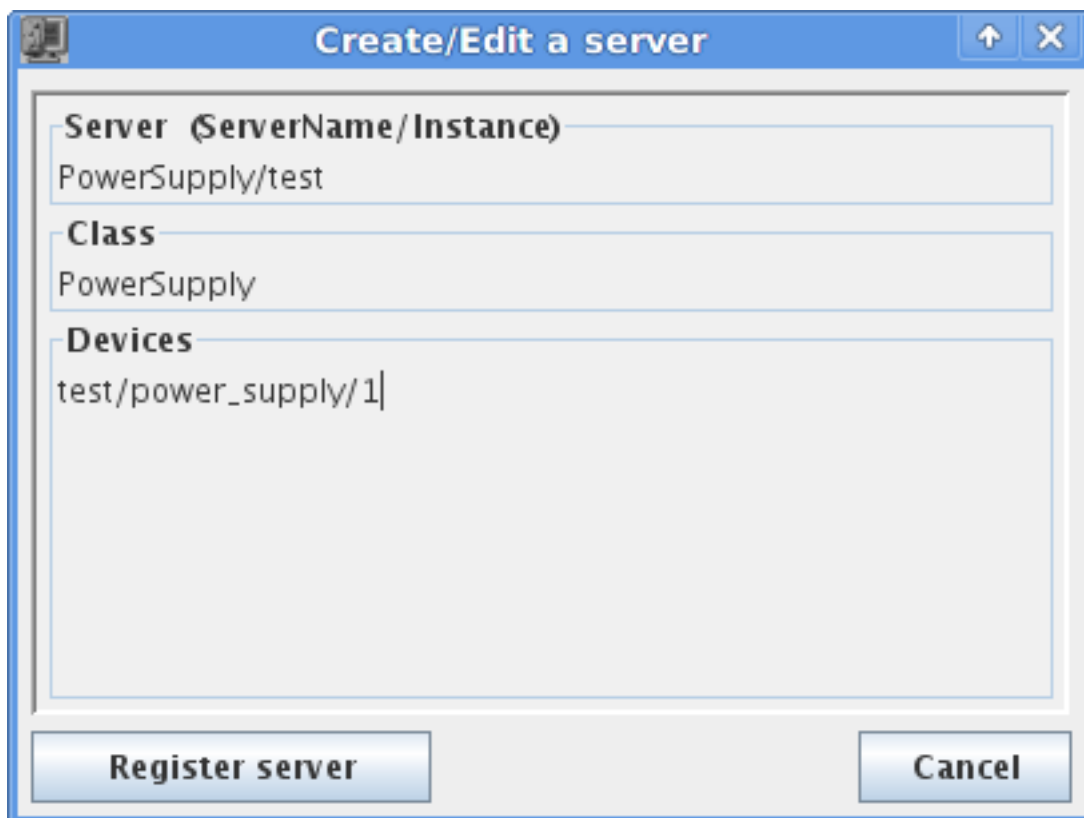 Create/Edit a server
Server (ServerName/Instance)
PowerSupply/test
Class
PowerSupply
Devices
test/power_supply/1
Register server
Cancel